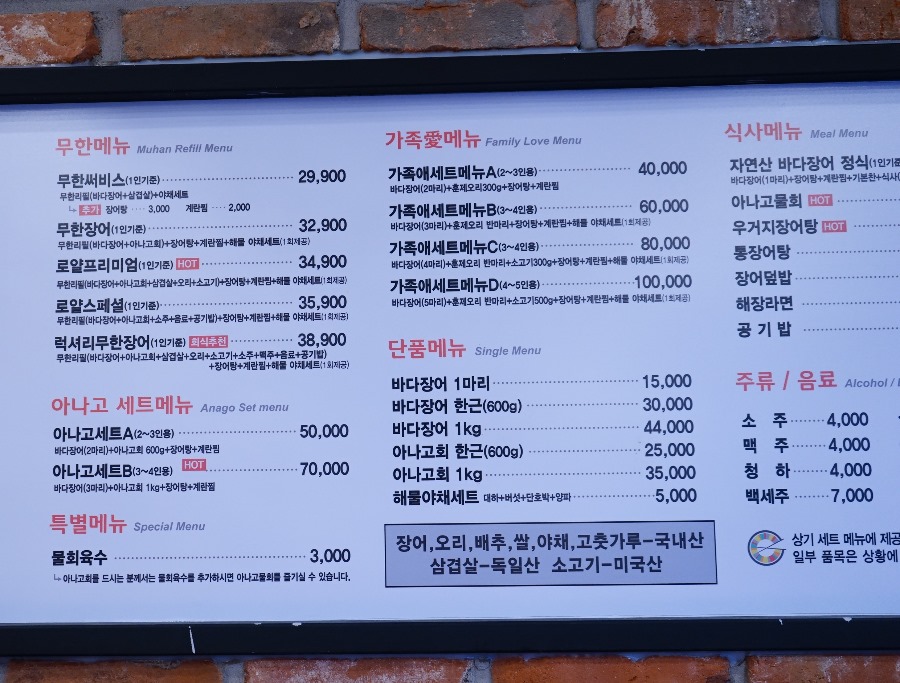 무한메뉴 Muhan Refill Menu
무한써비스(1인기준) 29,900
무한리필(바다장어+삼겹살)+야채세트
추가 장어탕 3,000 계란찜 2,000
무한장어(1인기준) 32,900
무한리필(바다장어+아나고회)+장어탕+계란찜+해물 야채세트(1회제공)
로얄프리미엄(1인기준) HOT 34,900
무한리필(바다장어+아나고회+삼겹살+오리+소고기)+장어탕+계란찜+해물 야채세트(1회제공)
로얄스페셜(1인기준) 35,900
무한리필(바다장어+아나고회+소주+음료+공기밥)+장어탕+계란찜+해물 야채세트(1회제공)
럭셔리무한장어(1인기준) 회식추천 38,900
무한리필(바다장어+아나고회+삼겹살+오리+소고기+소주+맥주+음료+공기밥)
+장어탕+계란찜+해물 야채세트(1회제공)
아나고 세트메뉴 Anago Set menu
아나고세트A(2~3인용) 50,000
바다장어(2마리)+아나고회 600g+장어탕+계란찜
아나고세트B(3~4인용) HOT 70,000
바다장어(3마리)+아나고회 1kg+장어탕+계란찜
특별메뉴 Special Menu
물회육수 3,000
아나고회를 드시는 분께서는 물회육수를 추가하시면 아나고물회를 즐기실 수 있습니다.
가족愛메뉴 Family Love Menu
가족애세트메뉴A(2~3인용) 40,000
바다장어(2마리)+훈제오리300g+장어탕+계란찜
가족애세트메뉴B(3~4인용) 60,000
바다장어(3마리)+훈제오리 반마리+장어탕+계란찜+해물 야채세트(1회제공)
가족애세트메뉴C(3~4인용) 80,000
바다장어(4마리)+훈제오리 반마리+소고기300g+장어탕+계란찜+해물 야채세트(1회제공)
가족애세트메뉴D(4~5인용) 100,000
바다장어(5마리)+훈제오리 반마리+소고기500g+장어탕+계란찜+해물 야채세트(1회제공)
단품메뉴 Single Menu
바다장어 1마리 15,000
바다장어 한근(600g) 30,000
바다장어 1kg 44,000
아나고회 한근(600g) 25,000
아나고회 1kg 35,000
해물야채세트 대하+버섯+단호박+양파 5,000
장어,오리,배추,쌀,야채,고춧가루-국내산
삼겹살-독일산 소고기-미국산
식사메뉴 Meal Menu
자연산 바다장어 정식(1인기준
바다장어(1마리)+장어탕+계란찜+기본찬+식사(
아나고물회 HOT
우거지장어탕 HOT
통장어탕
장어덮밥
해장라면
공기밥
주류 / 음료 Alcohol /
소 주 4,000
맥 주 4,000
청 하 4,000
백세주 7,000
상기 세트 메뉴에 제공
일부 품목은 상황에